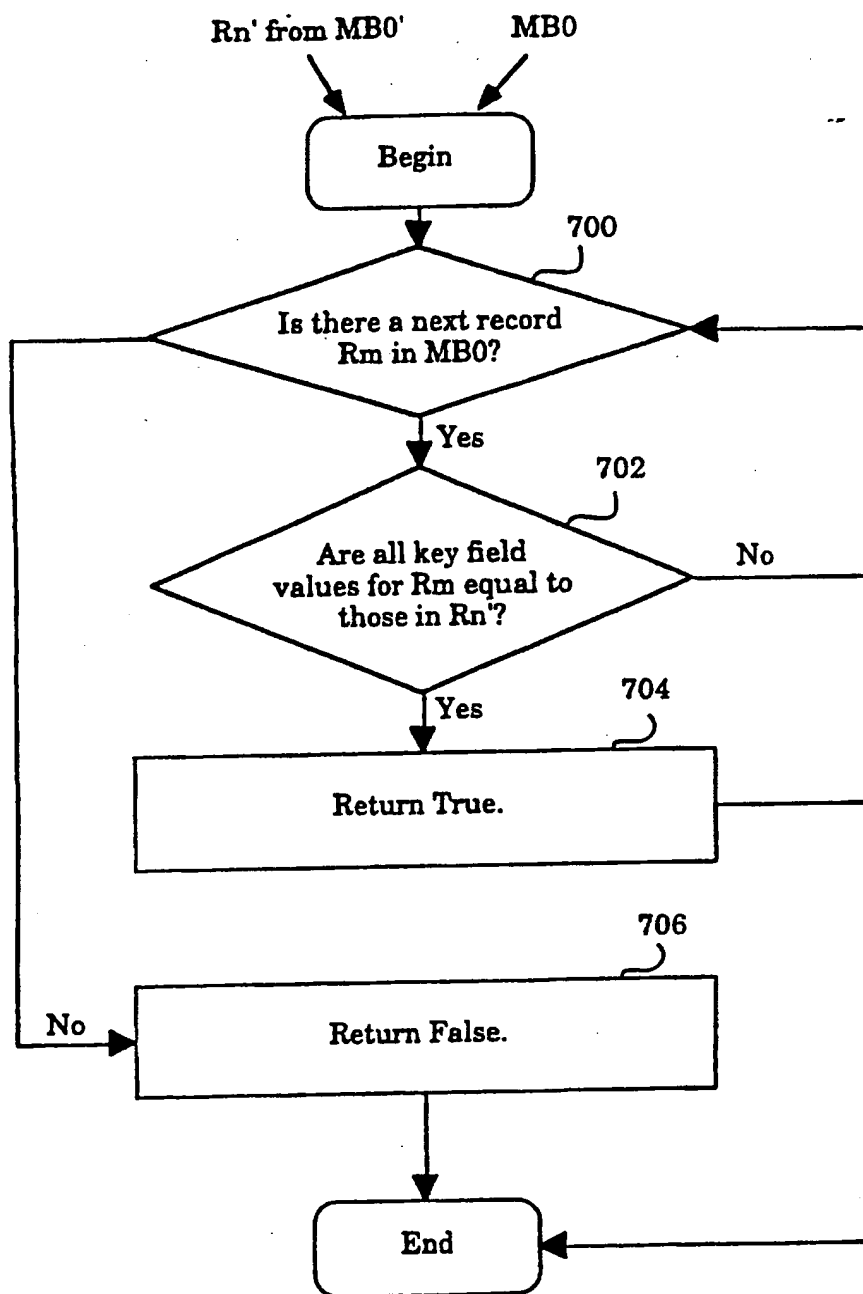 Rn' from MB0'
MB0
Begin
700
Is there a next record
Rm in MB0?
Yes
702
Are all key field
values for Rm equal to
those in Rn'?
No
Yes
704
Return True.
706
No
Return False.
End